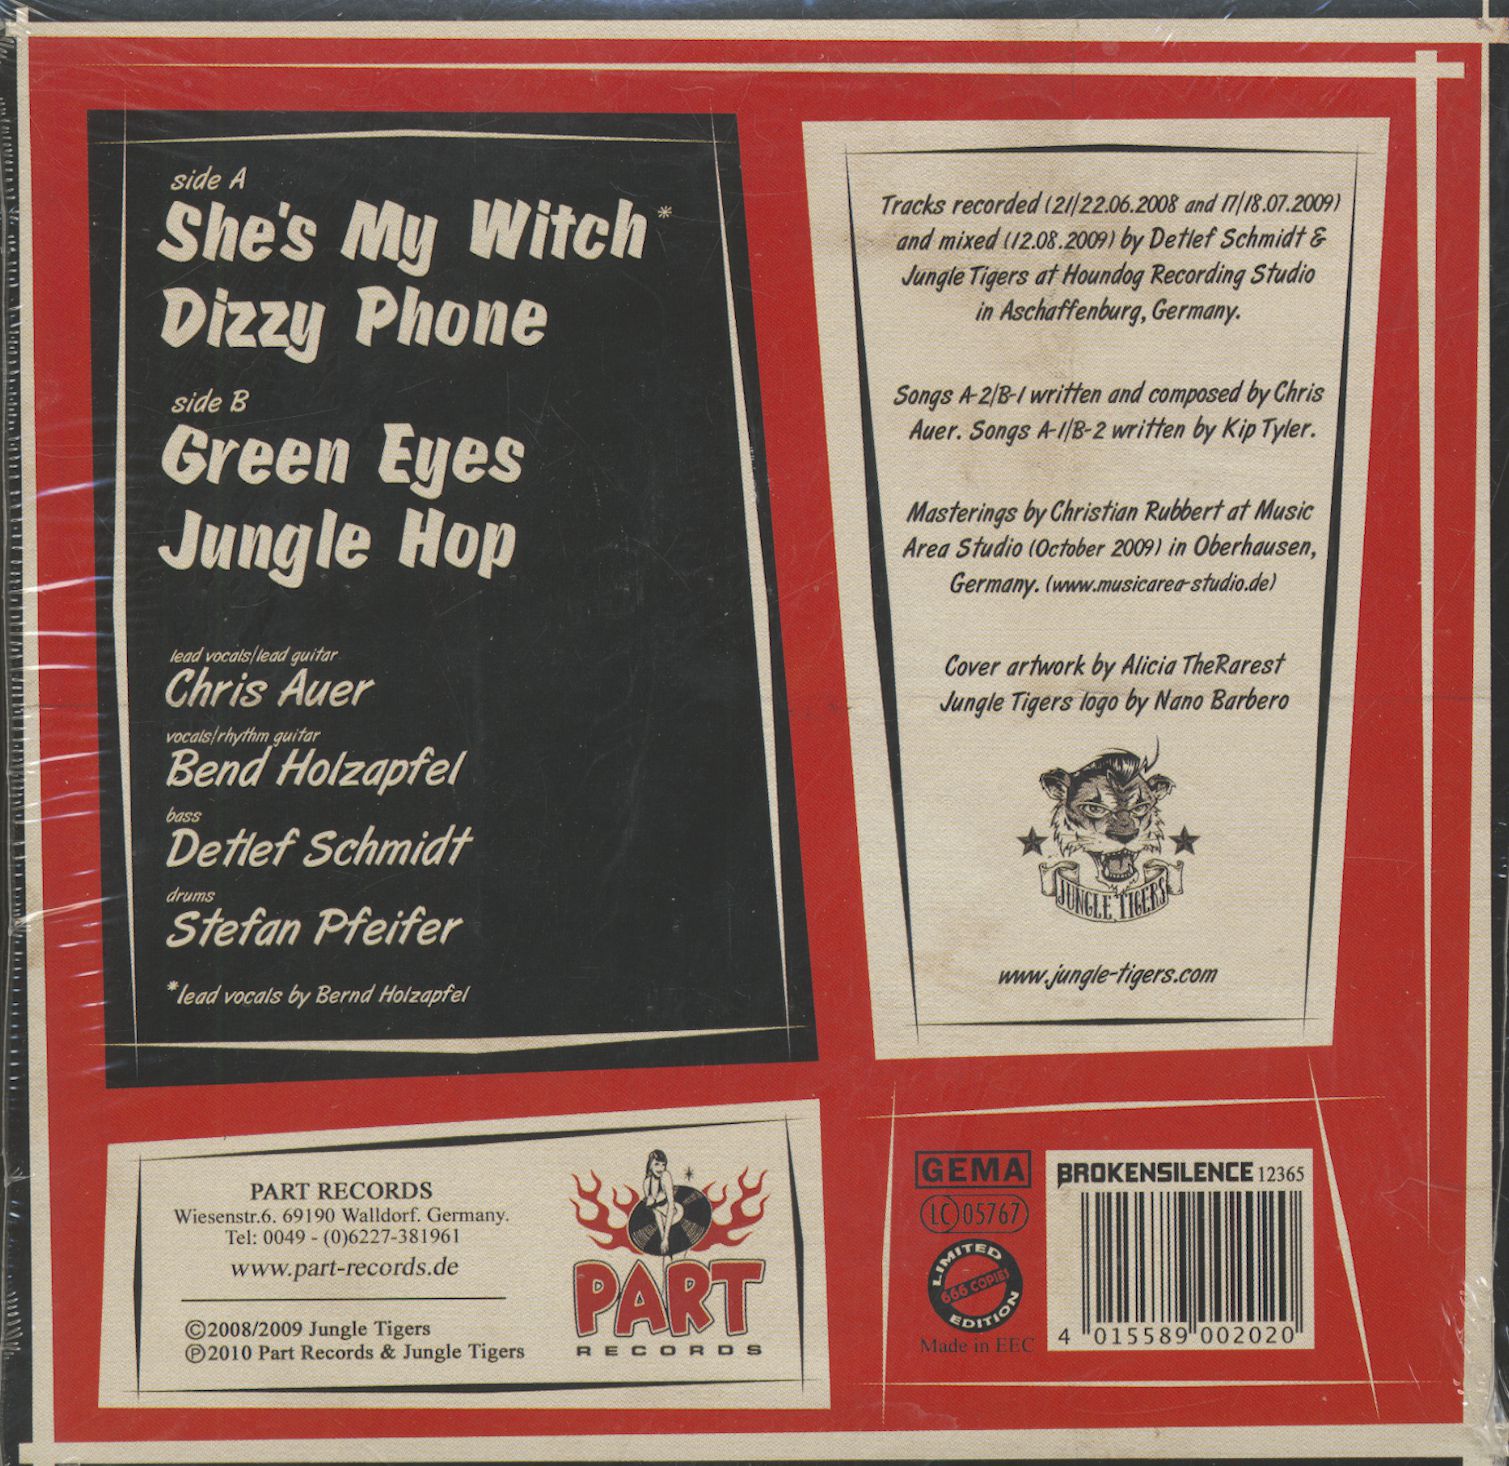 side A
She's My Witch*
Dizzy Phone
side B
Green Eyes
Jungle Hop
lead vocals/lead guitar
Chris Auer
vocals/rhythm guitar
Bend Holzapfel
bass
Detlef Schmidt
drums
Stefan Pfeifer
*lead vocals by Bernd Holzapfel
Tracks recorded (21/22.06.2008 and 17/18.07.2009)
and mixed (12.08.2009) by Detlef Schmidt &
Jungle Tigers at Houndog Recording Studio
in Aschaffenburg, Germany.
Songs A-2/B-1 written and composed by Chris
Auer. Songs A-1/B-2 written by Kip Tyler.
Masterings by Christian Rubbert at Music
Area Studio (October 2009) in Oberhausen,
Germany. (www.musicarea-studio.de)
Cover artwork by Alicia TheRarest
Jungle Tigers logo by Nano Barbero
JUNGLE TIGERS
www.jungle-tigers.com
PART RECORDS
Wiesenstr.6. 69190 Walldorf. Germany.
Tel: 0049 - (0)6227-381961
www.part-records.de
©2008/2009 Jungle Tigers
℗2010 Part Records & Jungle Tigers
PART
RECORDS
GEMA
LC 05767
LIMITED
666 COPIES
EDITION
Made in EEC
BROKENSILENCE 12365
4 015589 002020